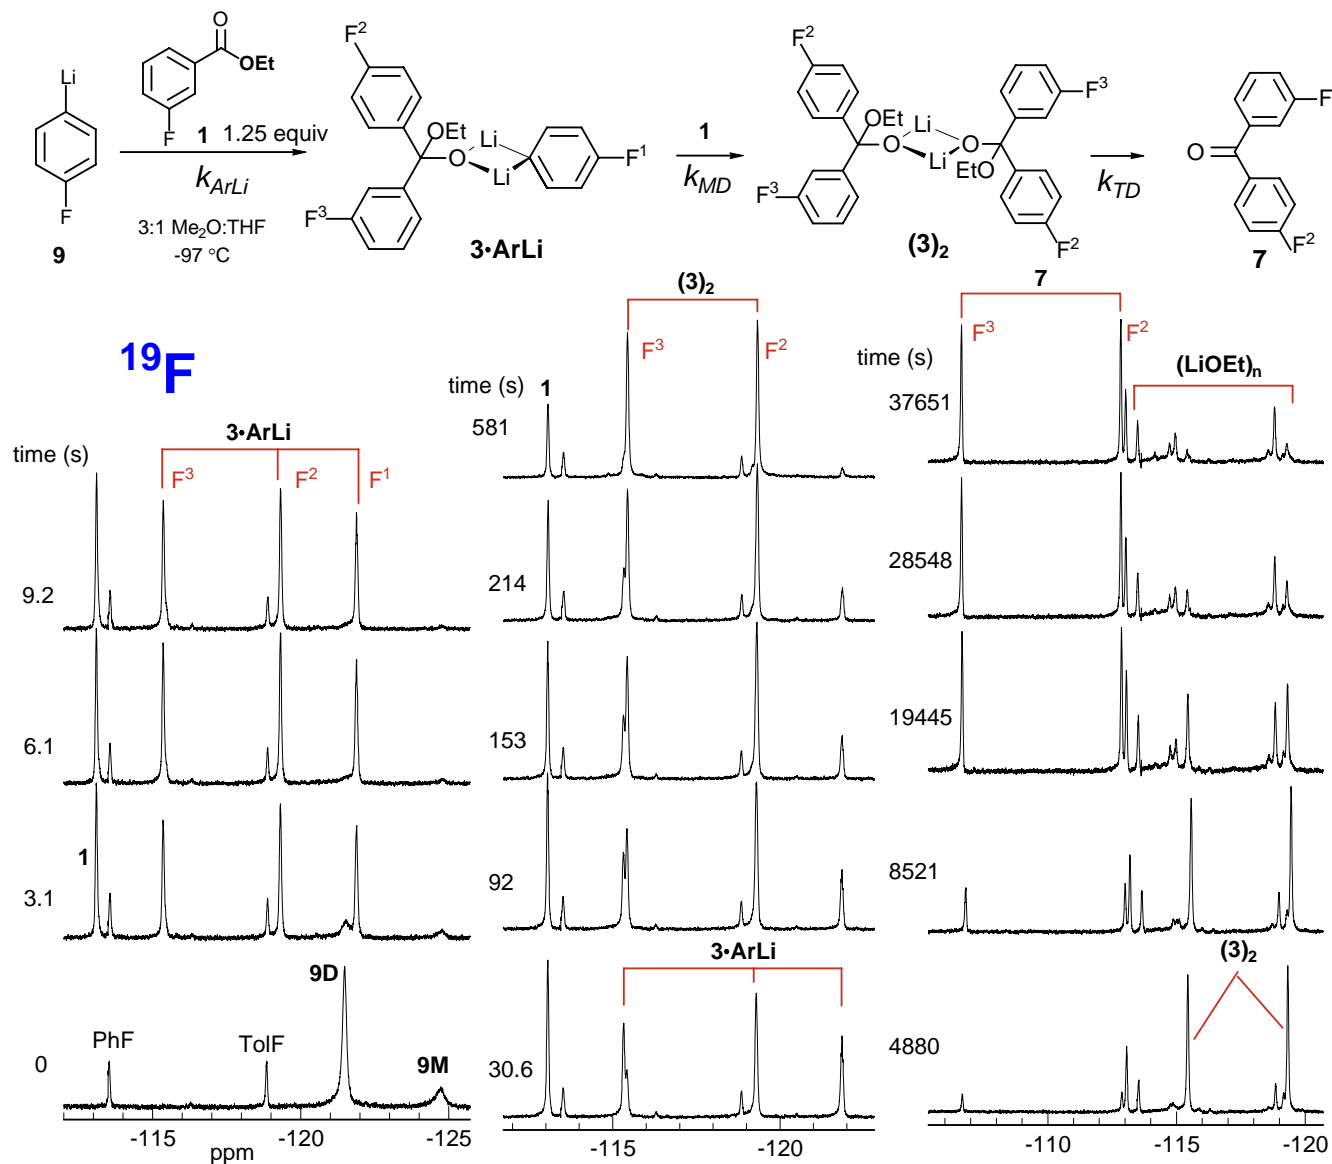 Li
F
9
O
OEt
F
1 1.25 equiv
kArLi
3:1 Me₂O:THF
-97 °C
F²
OEt
Li
O
Li
F¹
F³
3•ArLi
1
kMD
F²
OEt
Li
O
Li
O
EtO
F³
F³
F²
(3)₂
kTD
F
O
F²
7
¹⁹F
time (s)
3•ArLi
F³ F² F¹
9.2
6.1
1
3.1
9D
PhF TolF 9M
0
-115 -120 -125
ppm
(3)₂
F³ F²
time (s) 1
581
214
153
92
3•ArLi
30.6
-115 -120
7
F³ F²
time (s)
(LiOEt)n
37651
28548
19445
8521
(3)₂
4880
-110 -115 -120